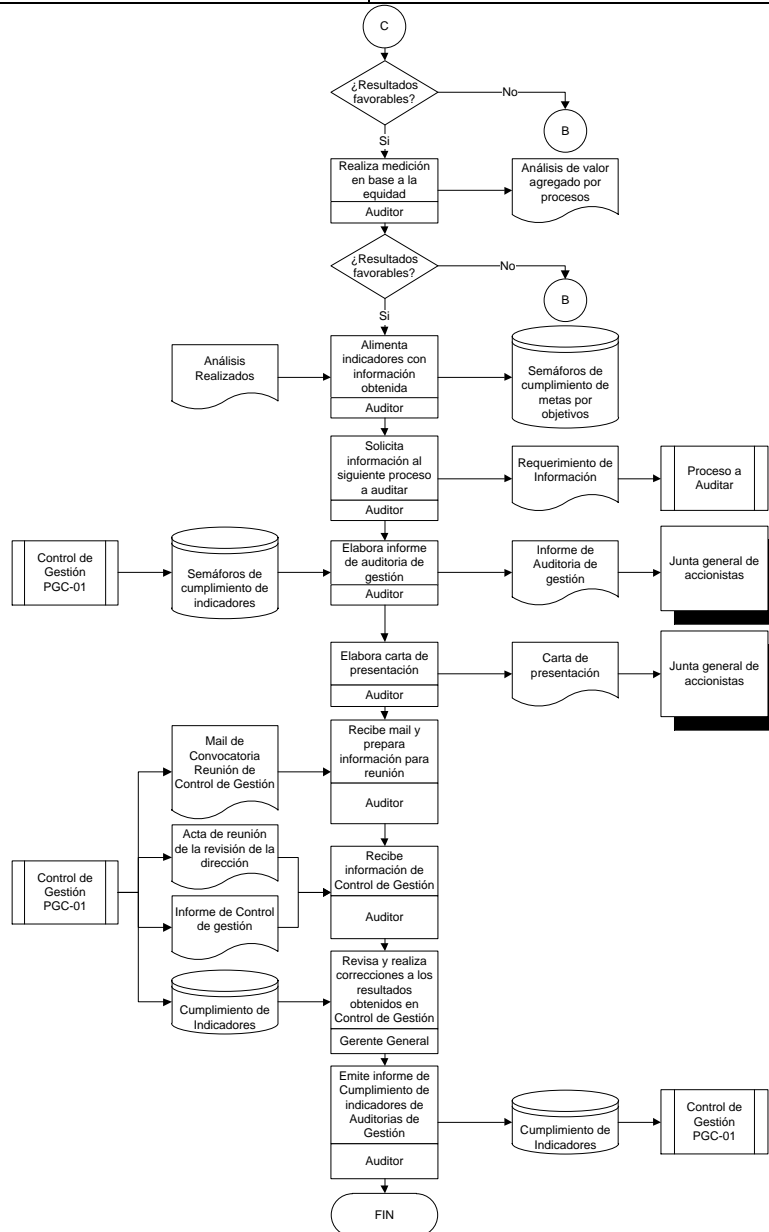 C
¿Resultados
favorables?
No
B
Si
Realiza medición
en base a la
equidad
Auditor
Análisis de valor
agregado por
procesos
¿Resultados
favorables?
No
B
Si
Análisis
Realizados
Alimenta
indicadores con
información
obtenida
Auditor
Semáforos de
cumplimiento de
metas por
objetivos
Solicita
información al
siguiente proceso
a auditar
Auditor
Requerimiento de
Información
Proceso a
Auditar
Control de
Gestión
PGC-01
Semáforos de
cumplimiento de
indicadores
Elabora informe
de auditoria de
gestión
Auditor
Informe de
Auditoria de
gestión
Junta general de
accionistas
Elabora carta de
presentación
Auditor
Carta de
presentación
Junta general de
accionistas
Mail de
Convocatoria
Reunión de
Control de Gestión
Recibe mail y
prepara
información para
reunión
Auditor
Control de
Gestión
PGC-01
Acta de reunión
de la revisión de la
dirección
Informe de Control
de gestión
Recibe
información de
Control de Gestión
Auditor
Cumplimiento de
Indicadores
Revisa y realiza
correcciones a los
resultados
obtenidos en
Control de Gestión
Gerente General
Emite informe de
Cumplimiento de
indicadores de
Auditorias de
Gestión
Auditor
Cumplimiento de
Indicadores
Control de
Gestión
PGC-01
FIN